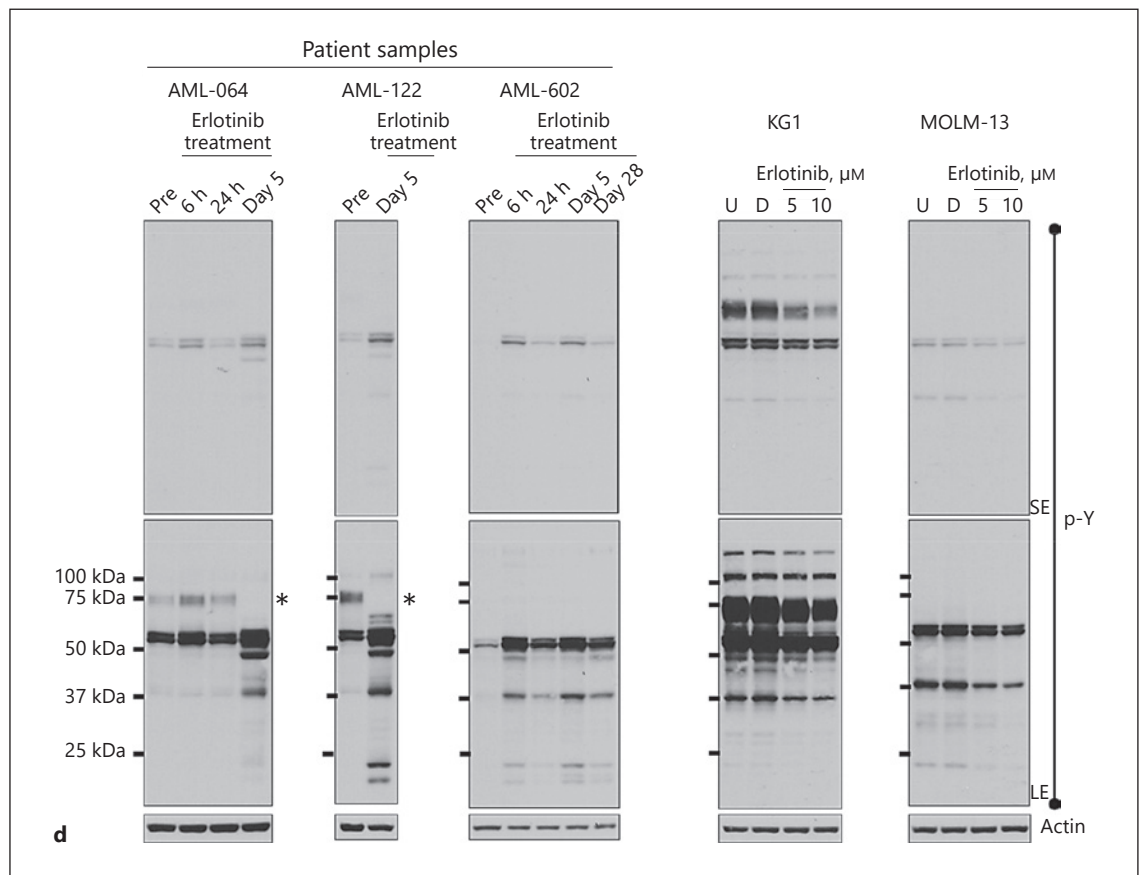 Patient samples
AML-064 AML-122 AML-602
Erlotinib treatment Erlotinib treatment Erlotinib treatment
KG1 MOLM-13
Erlotinib, µM Erlotinib, µM
Pre 6 h 24 h Day 5 Pre Day 5 Pre 6 h 24 h Day 5 Day 28
U D 5 10 U D 5 10
SE
p-Y
100 kDa
75 kDa * *
50 kDa
37 kDa
25 kDa
LE
Actin
d